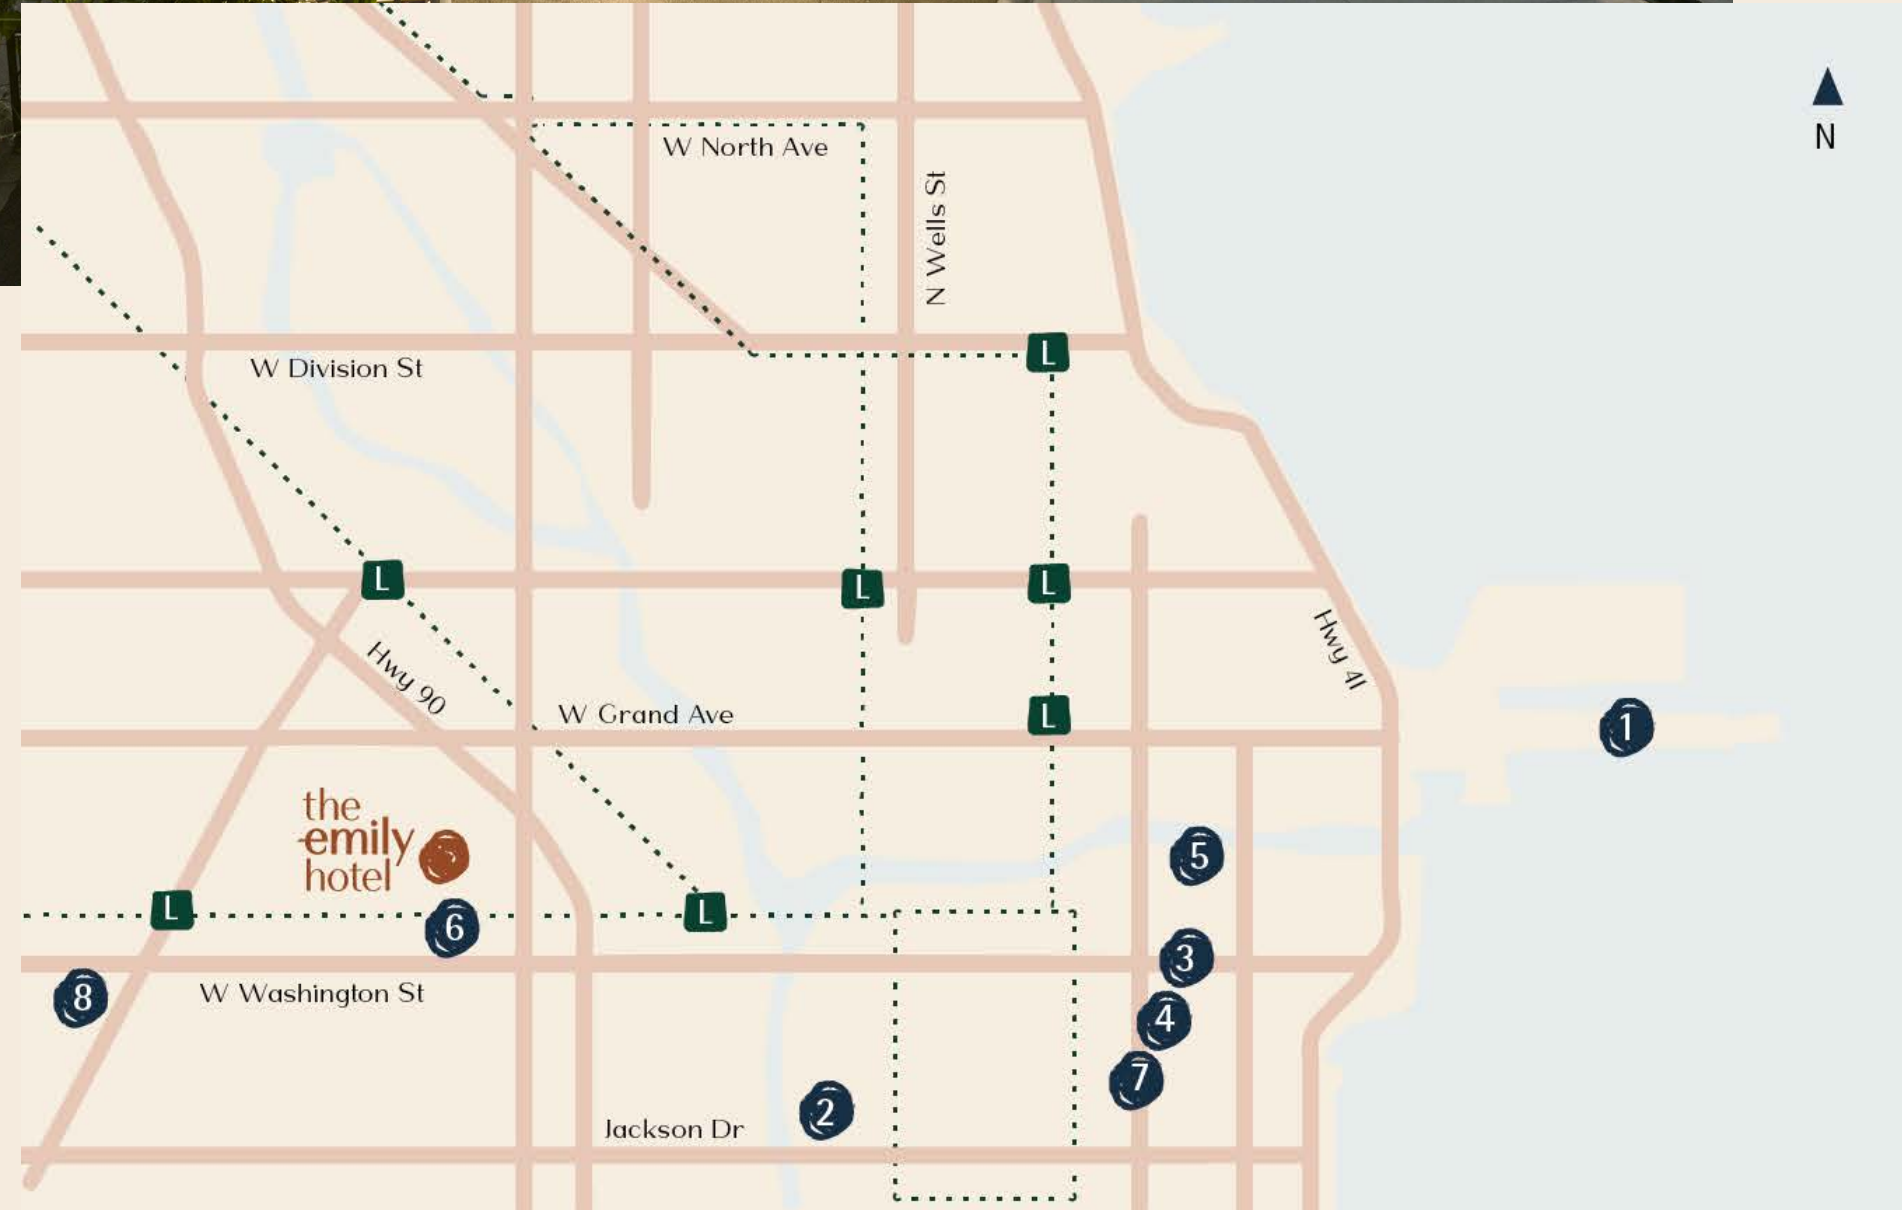 N
W North Ave
N Wells St
L
W Division St
L
L
L
Hwy 90
Hwy 41
W Grand Ave
L
1
the
emily
hotel
5
L
L
6
3
8
W Washington St
4
7
2
Jackson Dr